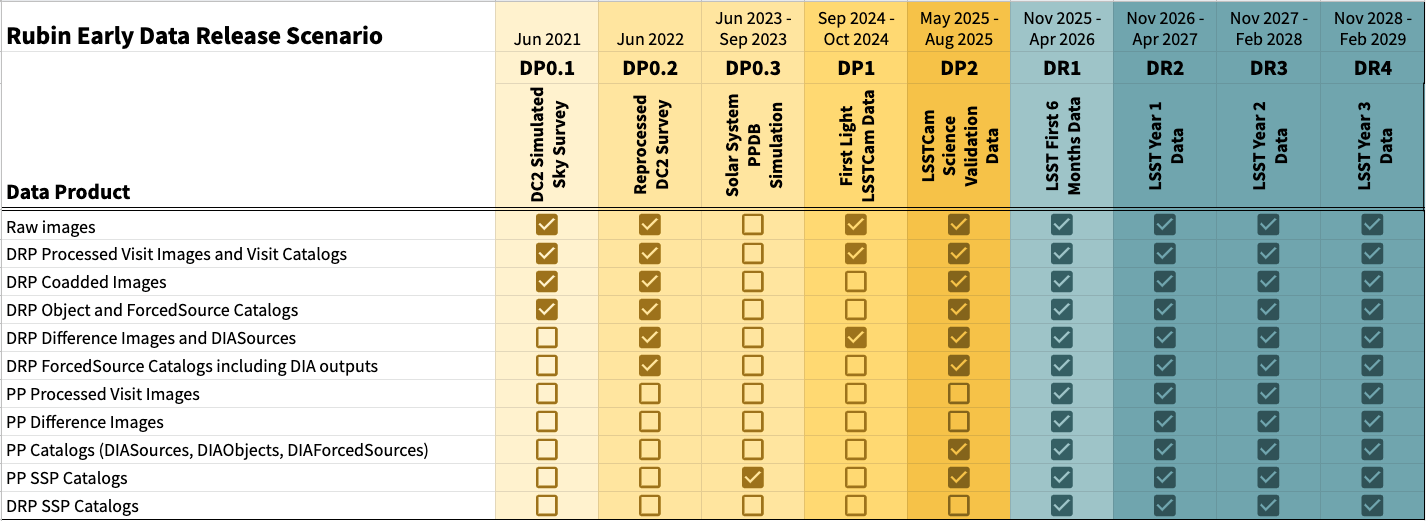 Rubin Early Data Release Scenario
Jun 2021
Jun 2022
Jun 2023 -
Sep 2023
Sep 2024 -
Oct 2024
May 2025 -
Aug 2025
Nov 2025 -
Apr 2026
Nov 2026 -
Apr 2027
Nov 2027 -
Feb 2028
Nov 2028 -
Feb 2029
DP0.1
DP0.2
DP0.3
DP1
DP2
DR1
DR2
DR3
DR4
Data Product
DC2 Simulated
Sky Survey
Reprocessed
DC2 Survey
Solar System
PPDB
Simulation
First Light
LSSTCam Data
LSSTCam
Science
Validation
Data
LSST First 6
Months Data
LSST Year 1
Data
LSST Year 2
Data
LSST Year 3
Data
Raw images
DRP Processed Visit Images and Visit Catalogs
DRP Coadded Images
DRP Object and ForcedSource Catalogs
DRP Difference Images and DIASources
DRP ForcedSource Catalogs including DIA outputs
PP Processed Visit Images
PP Difference Images
PP Catalogs (DIASources, DIAObjects, DIAForcedSources)
PP SSP Catalogs
DRP SSP Catalogs